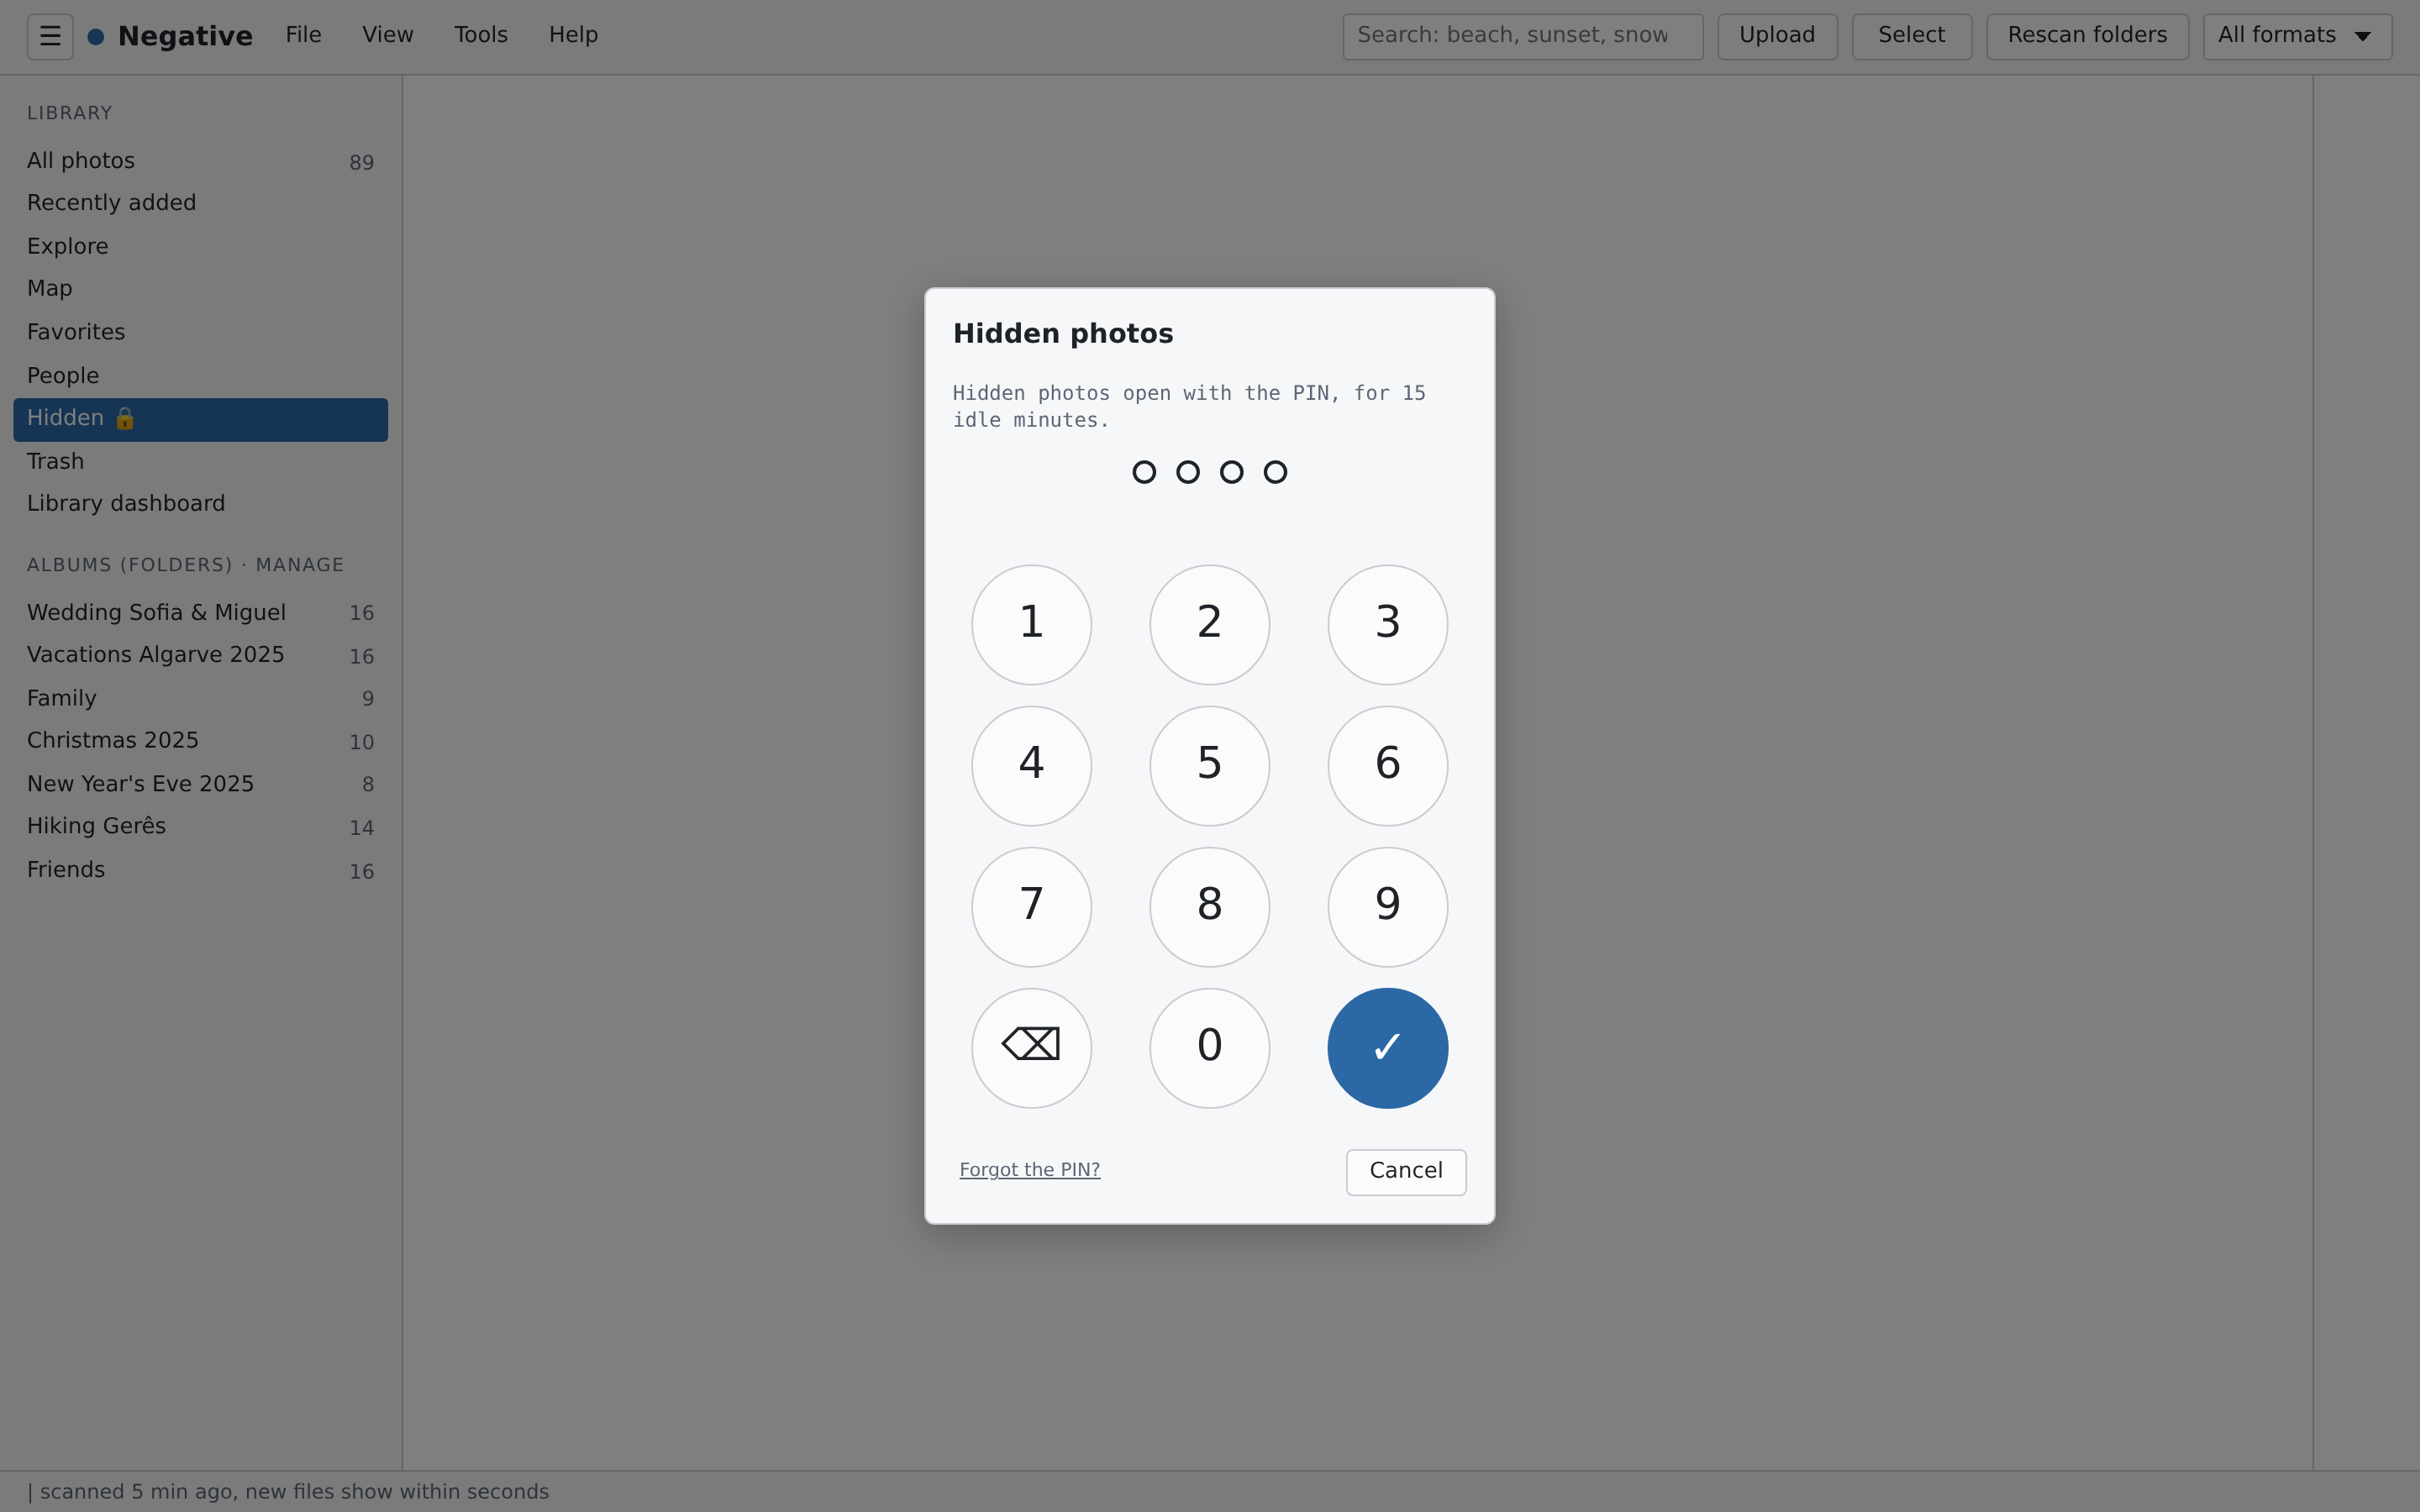 ☰ Negative File View Tools Help Search: beach, sunset, snow Upload Select Rescan folders All formats
LIBRARY
All photos 89
Recently added
Explore
Map
Favorites
People
Hidden 🔒
Trash
Library dashboard
ALBUMS (FOLDERS) · MANAGE
Wedding Sofia & Miguel 16
Vacations Algarve 2025 16
Family 9
Christmas 2025 10
New Year's Eve 2025 8
Hiking Gerês 14
Friends 16
Hidden photos
Hidden photos open with the PIN, for 15
idle minutes.
1 2 3
4 5 6
7 8 9
⌫ 0 ✓
Forgot the PIN? Cancel
| scanned 5 min ago, new files show within seconds